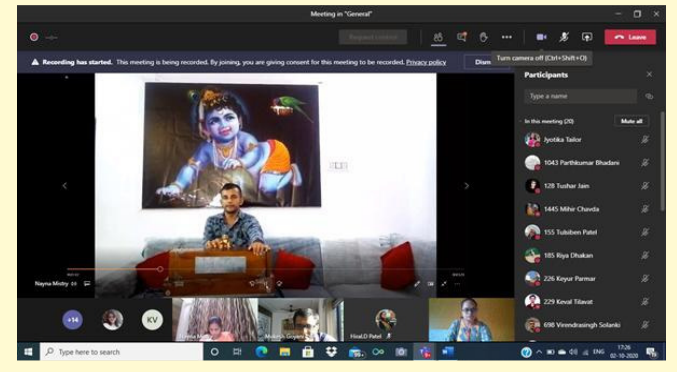 Meeting in "General"
--:--
Request control
Leave
Turn camera off (Ctrl+Shift+O)
Recording has started. This meeting is being recorded. By joining, you are giving consent for this meeting to be recorded. Privacy policy
Dism
Participants
Type a name
In this meeting (20)
Mute all
Jyotika Tailor
1043 Parthkumar Bhadani
128 Tushar Jain
1445 Mihir Chavda
155 Tulsiben Patel
185 Riya Dhakan
226 Keyur Parmar
229 Keval Tilavat
698 Virendrasingh Solanki
Nayna Mistry
+14
KV
Hiral.D Patel
Type here to search
ENG
17:26
02-10-2020